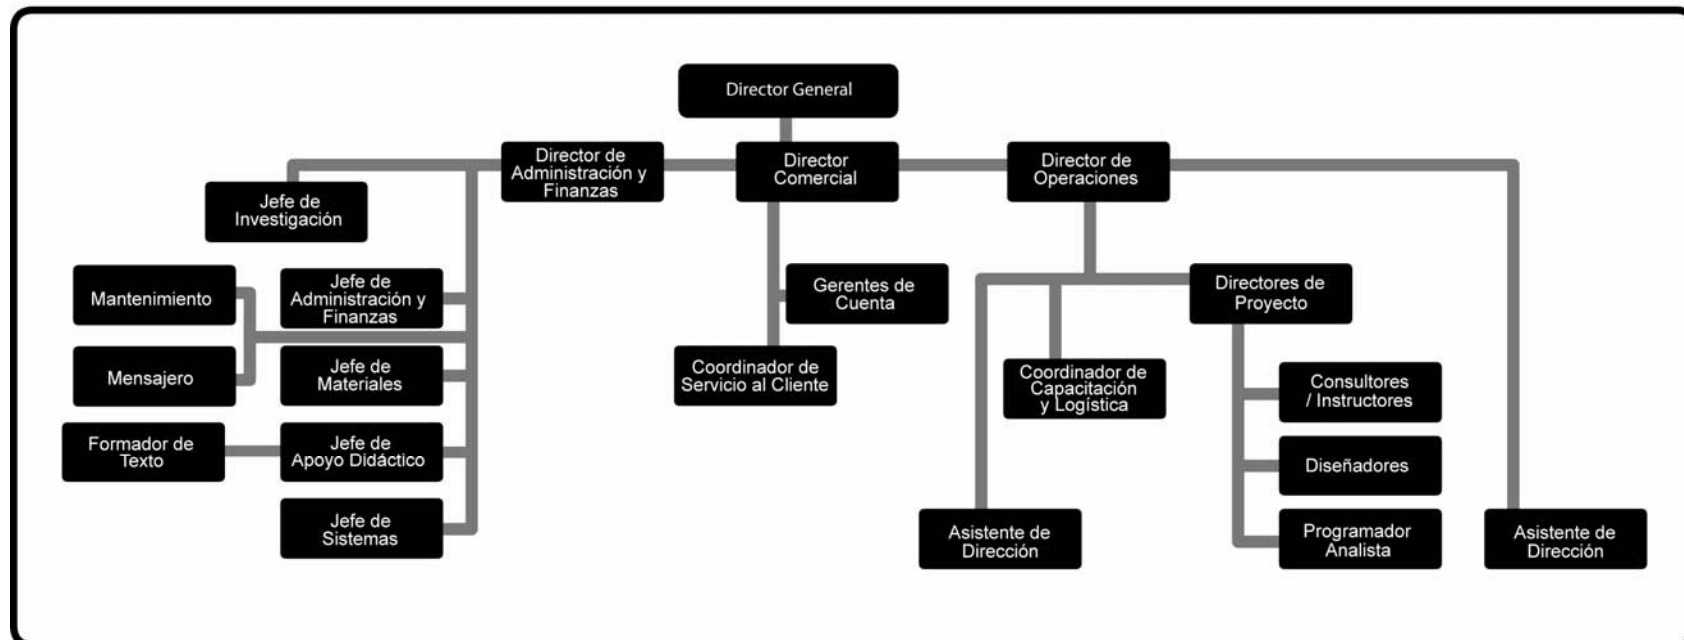 Director General
Director de
Administración y
Finanzas
Director
Comercial
Director de
Operaciones
Jefe de
Investigación
Mantenimiento
Jefe de
Administración y
Finanzas
Gerentes de
Cuenta
Directores de
Proyecto
Mensajero
Jefe de
Materiales
Coordinador de
Servicio al Cliente
Coordinador de
Capacitación
y Logística
Consultores
/ Instructores
Formador de
Texto
Jefe de
Apoyo Didáctico
Diseñadores
Jefe de
Sistemas
Asistente de
Dirección
Programador
Analista
Asistente de
Dirección